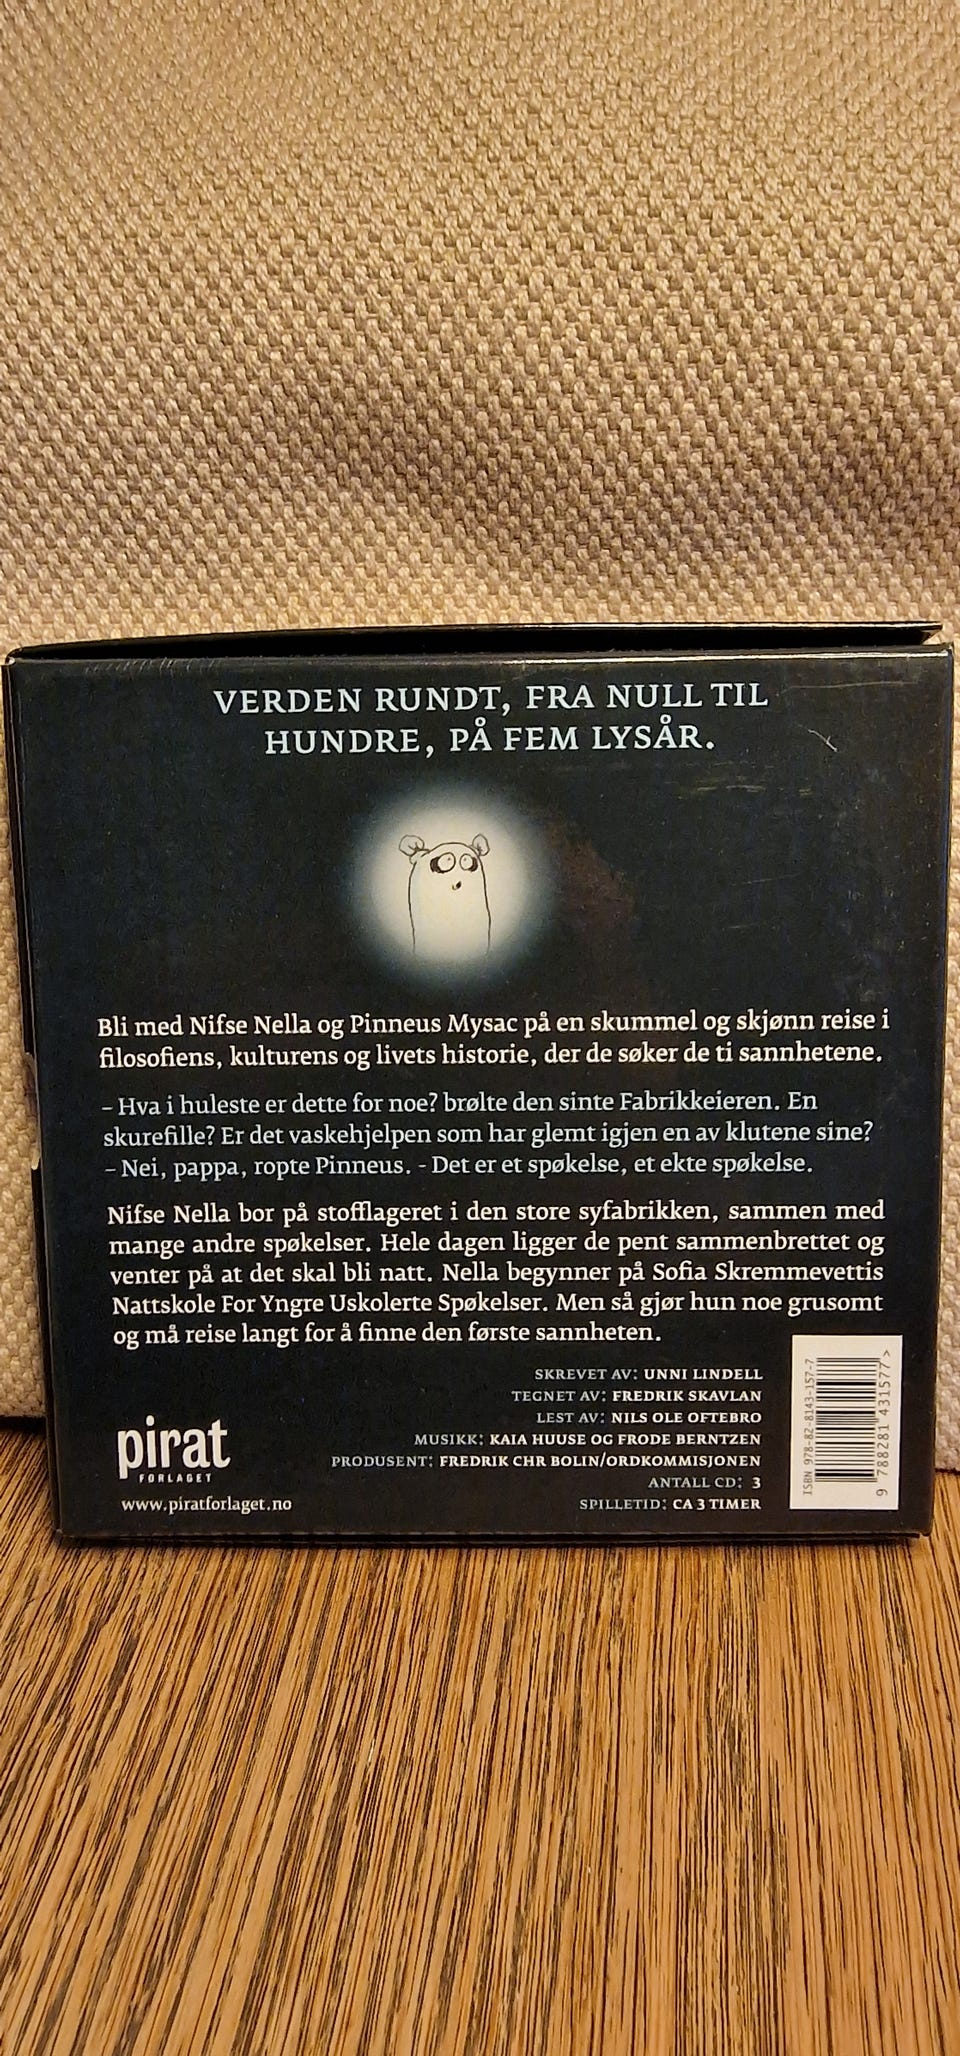 VERDEN RUNDT, FRA NULL TIL
HUNDRE, PÅ FEM LYSÅR.
Bli med Nifse Nella og Pinneus Mysac på en skummel og skjønn reise i
filosofiens, kulturens og livets historie, der de søker de ti sannhetene.
– Hva i huleste er dette for noe? brølte den sinte Fabrikkeieren. En
skurefille? Er det vaskehjelpen som har glemt igjen en av klutene sine?
– Nei, pappa, ropte Pinneus. - Det er et spøkelse, et ekte spøkelse.
Nifse Nella bor på stofflageret i den store syfabrikken, sammen med
mange andre spøkelser. Hele dagen ligger de pent sammenbrettet og
venter på at det skal bli natt. Nella begynner på Sofia Skremmevettis
Nattskole For Yngre Uskolerte Spøkelser. Men så gjør hun noe grusomt
og må reise langt for å finne den første sannheten.
SKREVET AV: UNNI LINDELL
TEGNET AV: FREDRIK SKAVLAN
LEST AV: NILS OLE OFTEBRO
MUSIKK: KAIA HUUSE OG FRODE BERNTZEN
PRODUSENT: FREDRIK CHR BOLIN/ORDKOMMISJONEN
ANTALL CD: 3
SPILLETID: CA 3 TIMER
pirat
FORLAGET
www.piratforlaget.no
ISBN 978-82-8143-157-7
9 788281 431577 >